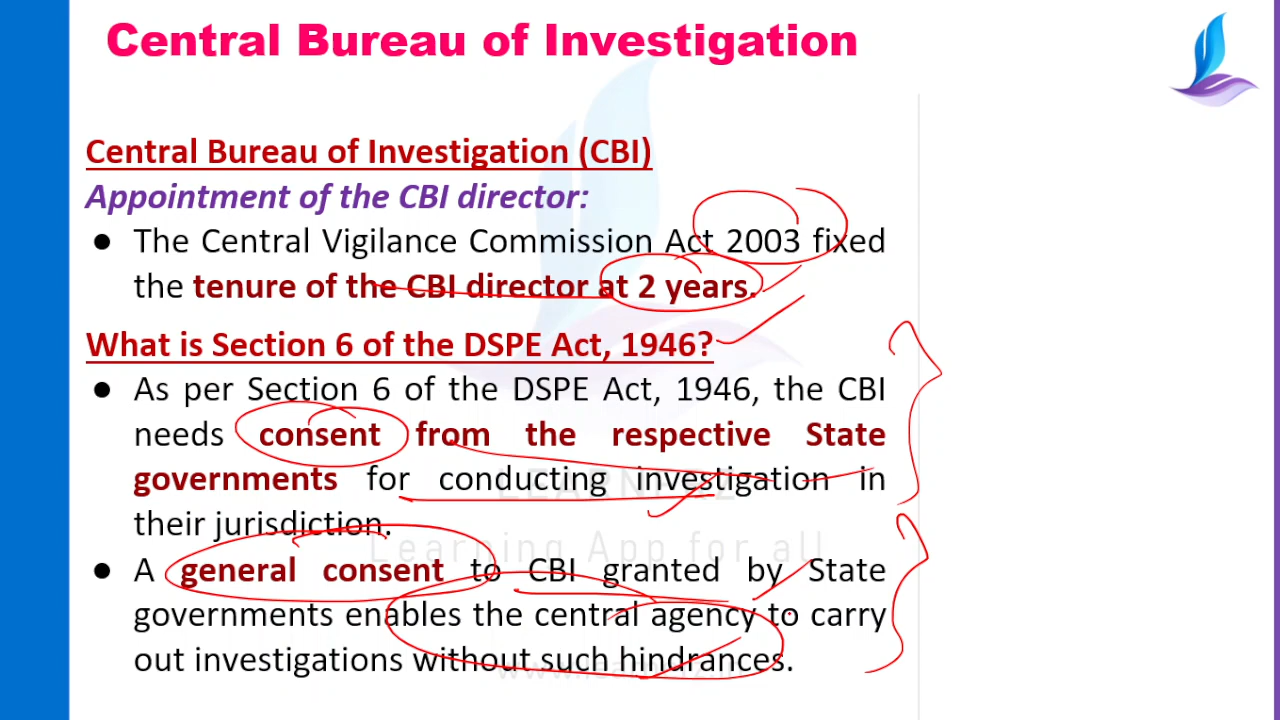 Central Bureau of Investigation
Central Bureau of Investigation (CBI)
Appointment of the CBI director:
● The Central Vigilance Commission Act 2003 fixed
the tenure of the CBI director at 2 years.
What is Section 6 of the DSPE Act, 1946?
● As per Section 6 of the DSPE Act, 1946, the CBI
needs consent from the respective State
governments for conducting investigation in
their jurisdiction.
Learning App for all
● A general consent to CBI granted by State
governments enables the central agency to carry
out investigations without such hindrances.